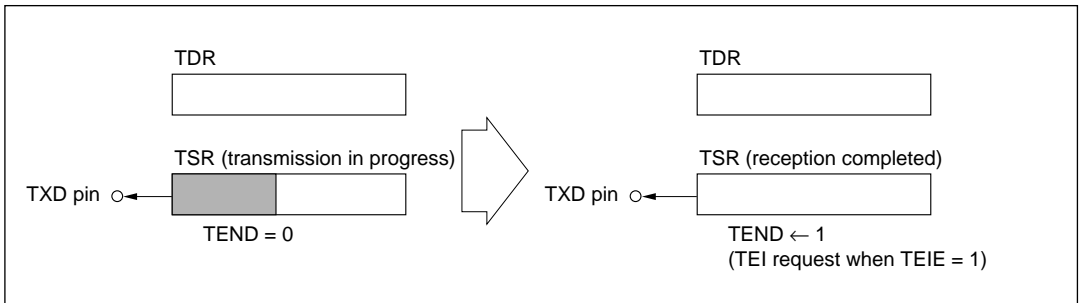 TDR
TSR (transmission in progress)
TXD pin
TEND = 0
TDR
TSR (reception completed)
TXD pin
TEND ← 1
(TEI request when TEIE = 1)